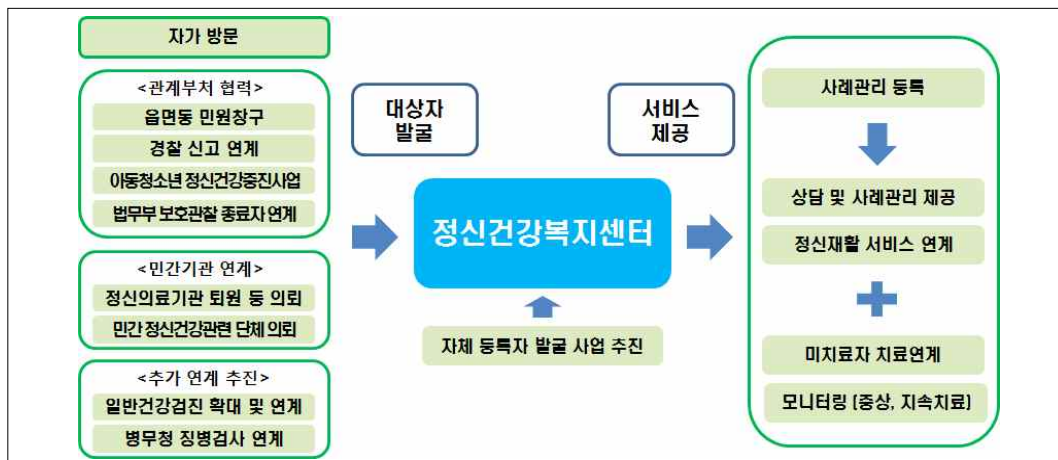 자가 방문
<관계부처 협력>
읍면동 민원창구
경찰 신고 연계
아동청소년 정신건강증진사업
법무부 보호관찰 종료자 연계
<민간기관 연계>
정신의료기관 퇴원 등 의뢰
민간 정신건강관련 단체 의뢰
<추가 연계 추진>
일반건강검진 확대 및 연계
병무청 징병검사 연계
대상자
발굴
서비스
제공
정신건강복지센터
자체 등록자 발굴 사업 추진
사례관리 등록
상담 및 사례관리 제공
정신재활 서비스 연계
미치료자 치료연계
모니터링 (증상, 지속치료)